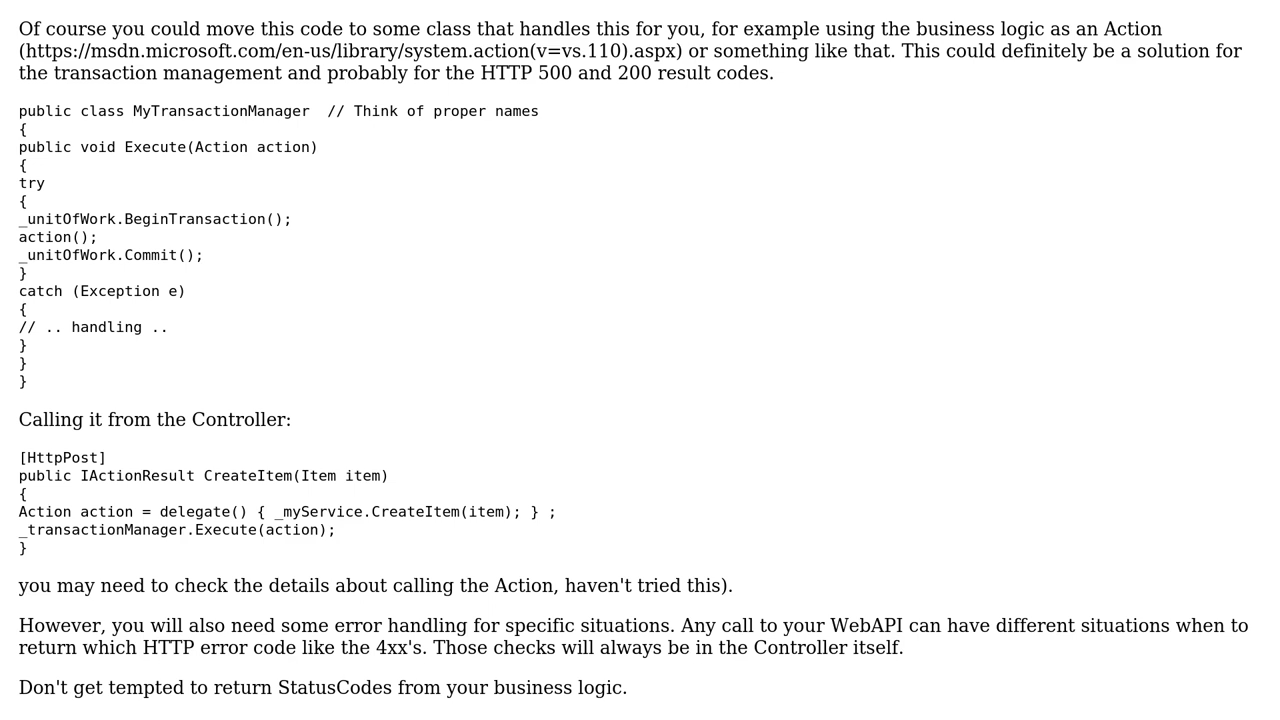 Of course you could move this code to some class that handles this for you, for example using the business logic as an Action
(https://msdn.microsoft.com/en-us/library/system.action(v=vs.110).aspx) or something like that. This could definitely be a solution for
the transaction management and probably for the HTTP 500 and 200 result codes.
public class MyTransactionManager  // Think of proper names
{
public void Execute(Action action)
{
try
{
_unitOfWork.BeginTransaction();
action();
_unitOfWork.Commit();
}
catch (Exception e)
{
// .. handling ..
}
}
}
Calling it from the Controller:
[HttpPost]
public IActionResult CreateItem(Item item)
{
Action action = delegate() { _myService.CreateItem(item); } ;
_transactionManager.Execute(action);
}
you may need to check the details about calling the Action, haven't tried this).
However, you will also need some error handling for specific situations. Any call to your WebAPI can have different situations when to
return which HTTP error code like the 4xx's. Those checks will always be in the Controller itself.
Don't get tempted to return StatusCodes from your business logic.